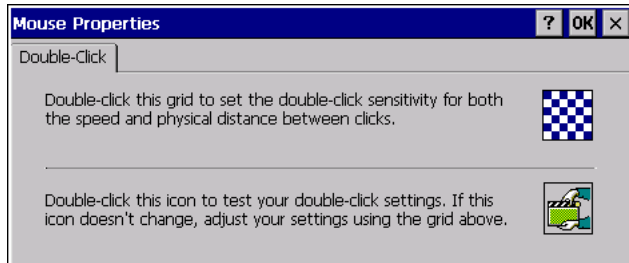 Mouse Properties ? OK ×
Double-Click
Double-click this grid to set the double-click sensitivity for both
the speed and physical distance between clicks.
Double-click this icon to test your double-click settings. If this
icon doesn't change, adjust your settings using the grid above.